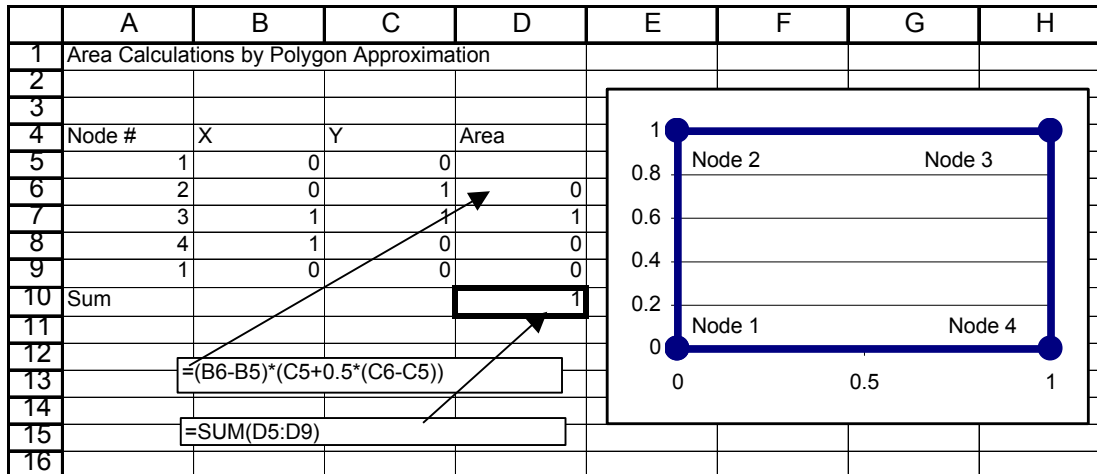 A B C D E F G H
1 Area Calculations by Polygon Approximation
2
3
4 Node # X Y Area
5 1 0 0
6 2 0 1 0
7 3 1 1 1
8 4 1 0 0
9 1 0 0 0
10 Sum 1
11
12
13 =(B6-B5)*(C5+0.5*(C6-C5))
14
15 =SUM(D5:D9)
16
1
Node 2 Node 3
0.8
0.6
0.4
0.2
Node 1 Node 4
0
0 0.5 1